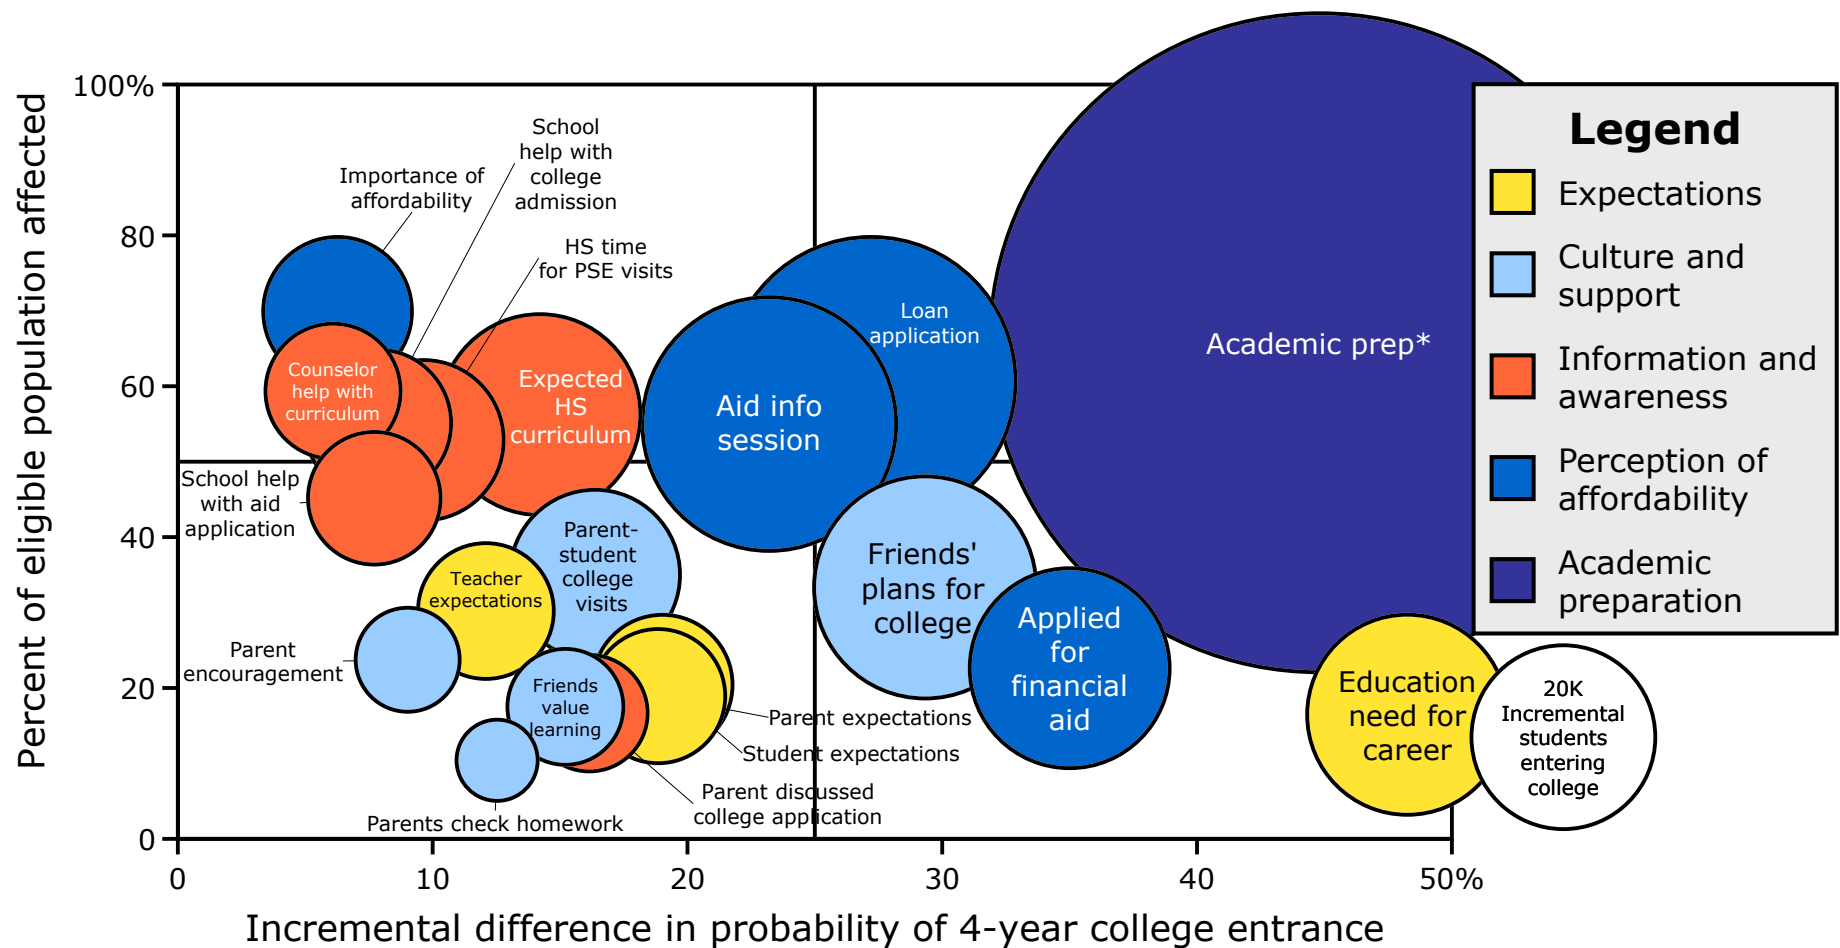 Percent of eligible population affected
100%
80
60
40
20
0
0
10
20
30
40
50%
Incremental difference in probability of 4-year college entrance
School
help with
college
admission
Importance of
affordability
HS time
for PSE visits
Counselor
help with
curriculum
Expected
HS
curriculum
Loan
application
Aid info
session
Academic prep*
School help
with aid
application
Parent-
student
college
visits
Teacher
expectations
Friends'
plans for
college
Applied
for
financial
aid
Parent
encouragement
Friends
value
learning
Parent expectations
Student expectations
Parent discussed
college application
Parents check homework
Education
need for
career
20K
Incremental
students
entering
college
Legend
Expectations
Culture and
support
Information and
awareness
Perception of
affordability
Academic
preparation